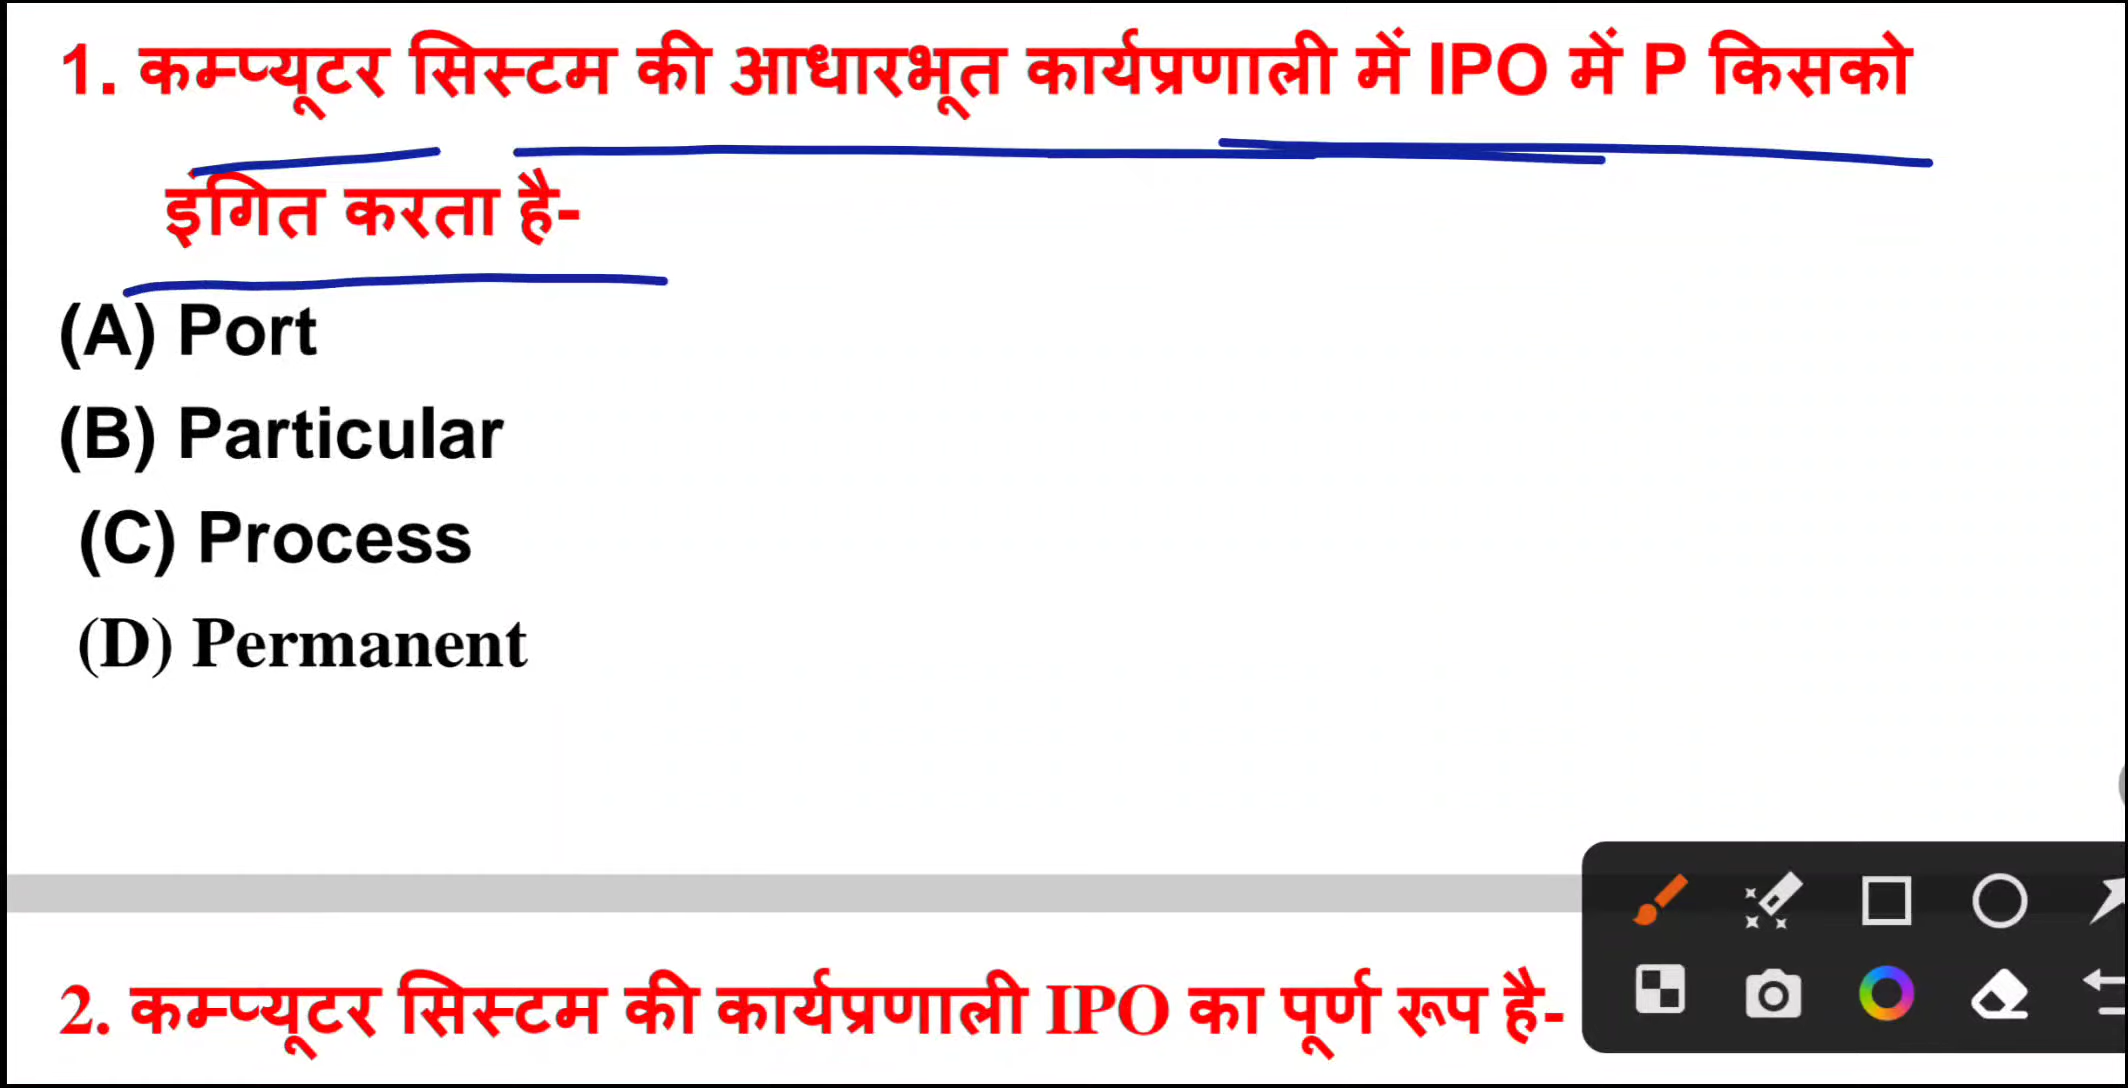 1. कम्प्यूटर सिस्टम की आधारभूत कार्यप्रणाली में IPO में P किसको
इंगित करता है-
(A) Port
(B) Particular
(C) Process
(D) Permanent
2. कम्प्यूटर सिस्टम की कार्यप्रणाली IPO का पूर्ण रूप है-